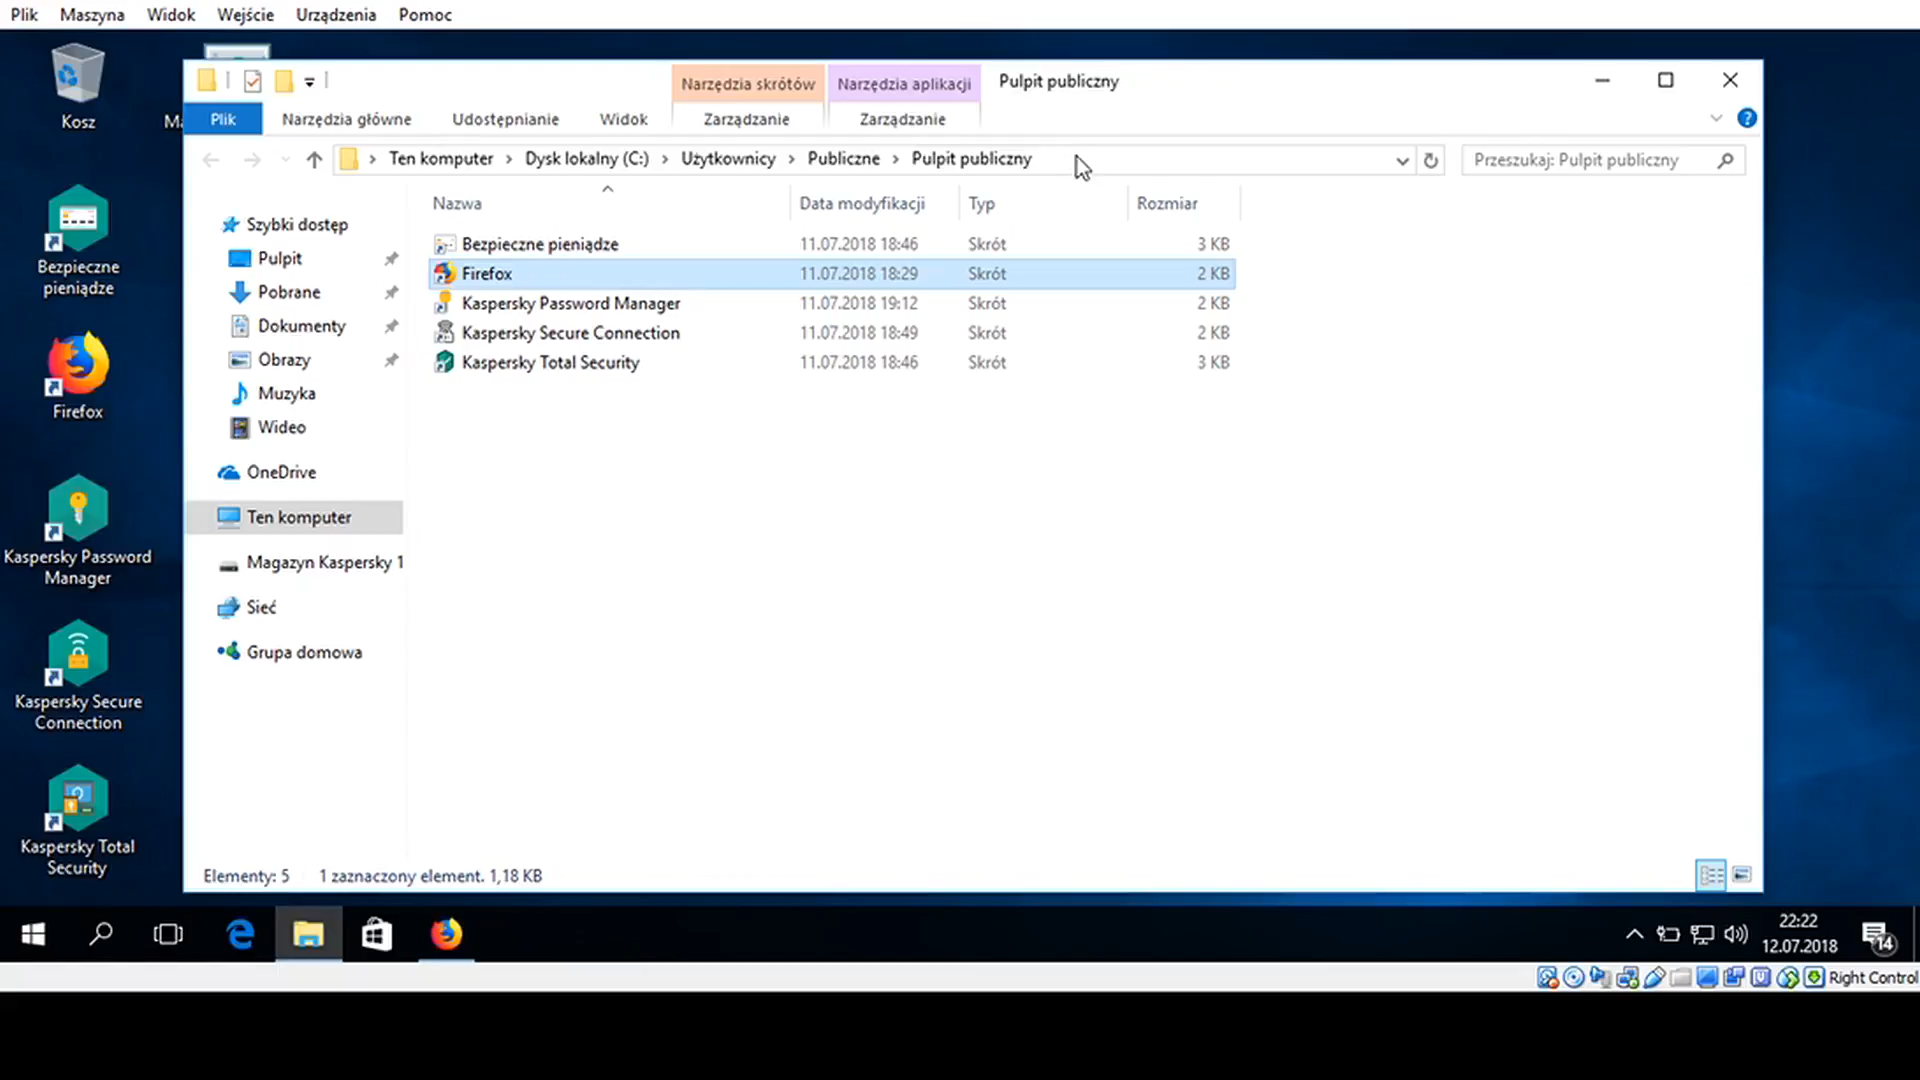 Plik Maszyna Widok Wejście Urządzenia Pomoc
Kosz
Bezpieczne
pieniądze
Firefox
Kaspersky Password
Manager
Kaspersky Secure
Connection
Kaspersky Total
Security
Narzędzia skrótów Narzędzia aplikacji Pulpit publiczny
Plik Narzędzia główne Udostępnianie Widok Zarządzanie Zarządzanie
Ten komputer Dysk lokalny (C:) Użytkownicy Publiczne Pulpit publiczny Przeszukaj: Pulpit publiczny
Szybki dostęp
Pulpit
Pobrane
Dokumenty
Obrazy
Muzyka
Wideo
OneDrive
Ten komputer
Magazyn Kaspersky 1
Sieć
Grupa domowa
Nazwa Data modyfikacji Typ Rozmiar
Bezpieczne pieniądze 11.07.2018 18:46 Skrót 3 KB
Firefox 11.07.2018 18:29 Skrót 2 KB
Kaspersky Password Manager 11.07.2018 19:12 Skrót 2 KB
Kaspersky Secure Connection 11.07.2018 18:49 Skrót 2 KB
Kaspersky Total Security 11.07.2018 18:46 Skrót 3 KB
Elementy: 5 1 zaznaczony element. 1,18 KB
22:22
12.07.2018
14
Right Control